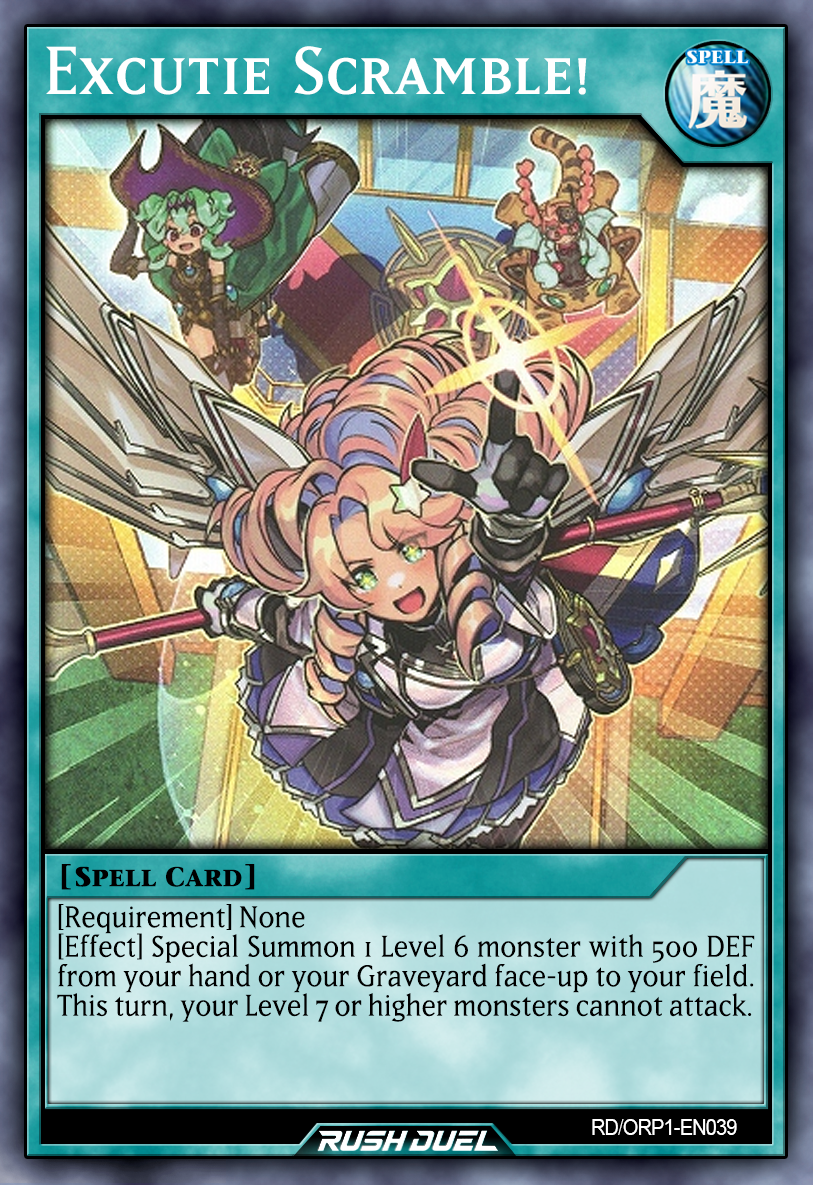 Excutie Scramble!
SPELL
魔
[Spell Card]
[Requirement] None
[Effect] Special Summon 1 Level 6 monster with 500 DEF
from your hand or your Graveyard face-up to your field.
This turn, your Level 7 or higher monsters cannot attack.
RD/ORP1-EN039
RUSH DUEL